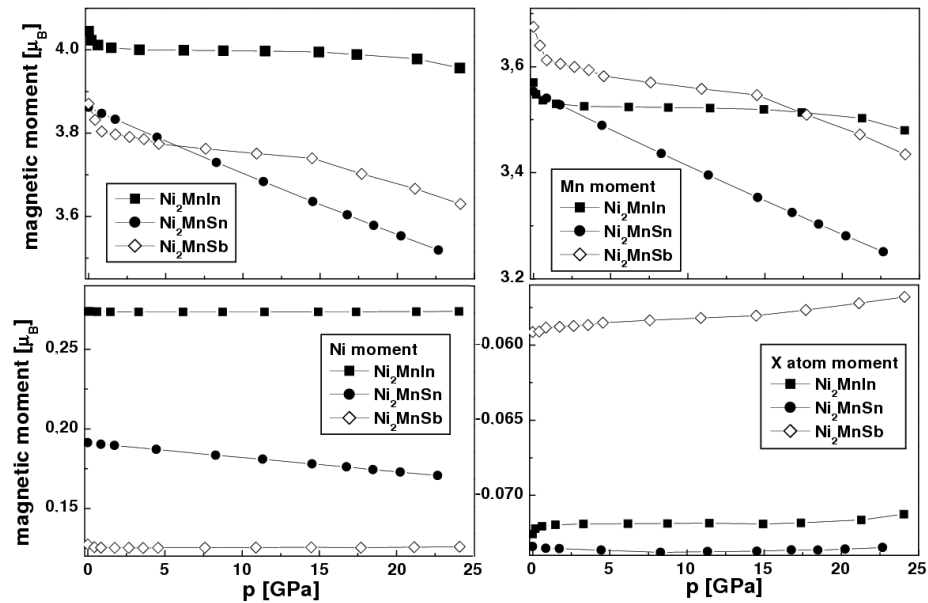 magnetic moment [μB]
4.0
3.8
3.6
Ni2MnIn
Ni2MnSn
Ni2MnSb
3,6
3,4
3.2
Mn moment
Ni2MnIn
Ni2MnSn
Ni2MnSb
magnetic moment [μB]
0,25
0,20
0.15
Ni moment
Ni2MnIn
Ni2MnSn
Ni2MnSb
0 5 10 15 20 25
p [GPa]
-0.060
-0.065
-0.070
X atom moment
Ni2MnIn
Ni2MnSn
Ni2MnSb
0 5 10 15 20 25
p [GPa]